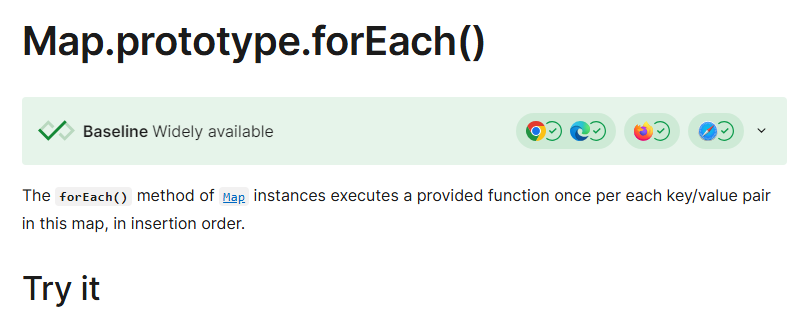 Map.prototype.forEach()
Baseline Widely available
The forEach() method of Map instances executes a provided function once per each key/value pair
in this map, in insertion order.
Try it